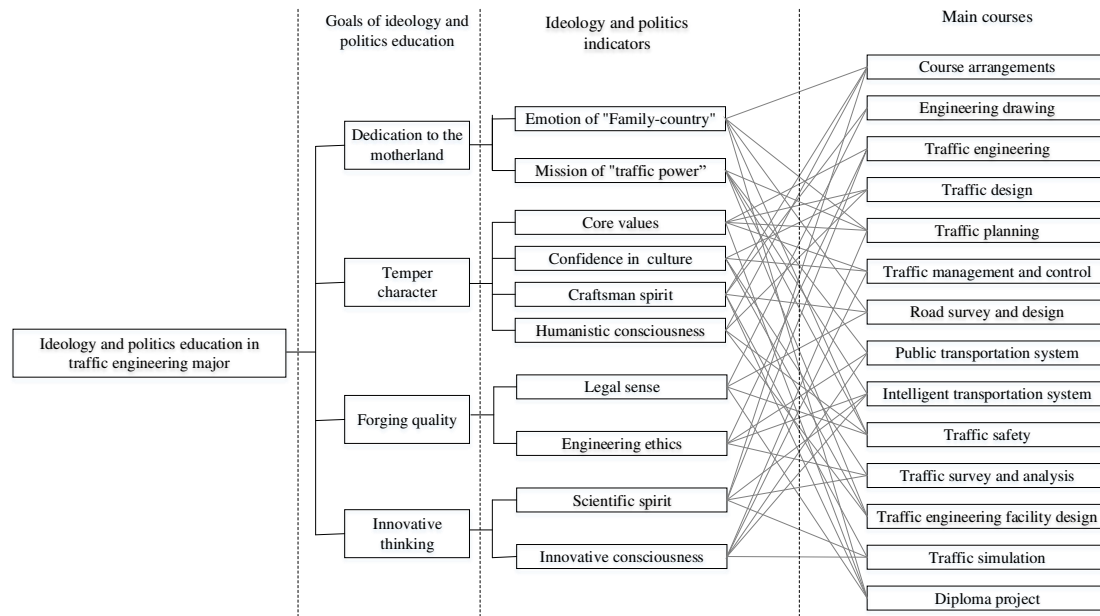 Goals of ideology and
politics education
Ideology and politics
indicators
Main courses
Ideology and politics education in
traffic engineering major
Dedication to the
motherland
Temper
character
Forging quality
Innovative
thinking
Emotion of "Family-country"
Mission of "traffic power”
Core values
Confidence in culture
Craftsman spirit
Humanistic consciousness
Legal sense
Engineering ethics
Scientific spirit
Innovative consciousness
Course arrangements
Engineering drawing
Traffic engineering
Traffic design
Traffic planning
Traffic management and control
Road survey and design
Public transportation system
Intelligent transportation system
Traffic safety
Traffic survey and analysis
Traffic engineering facility design
Traffic simulation
Diploma project